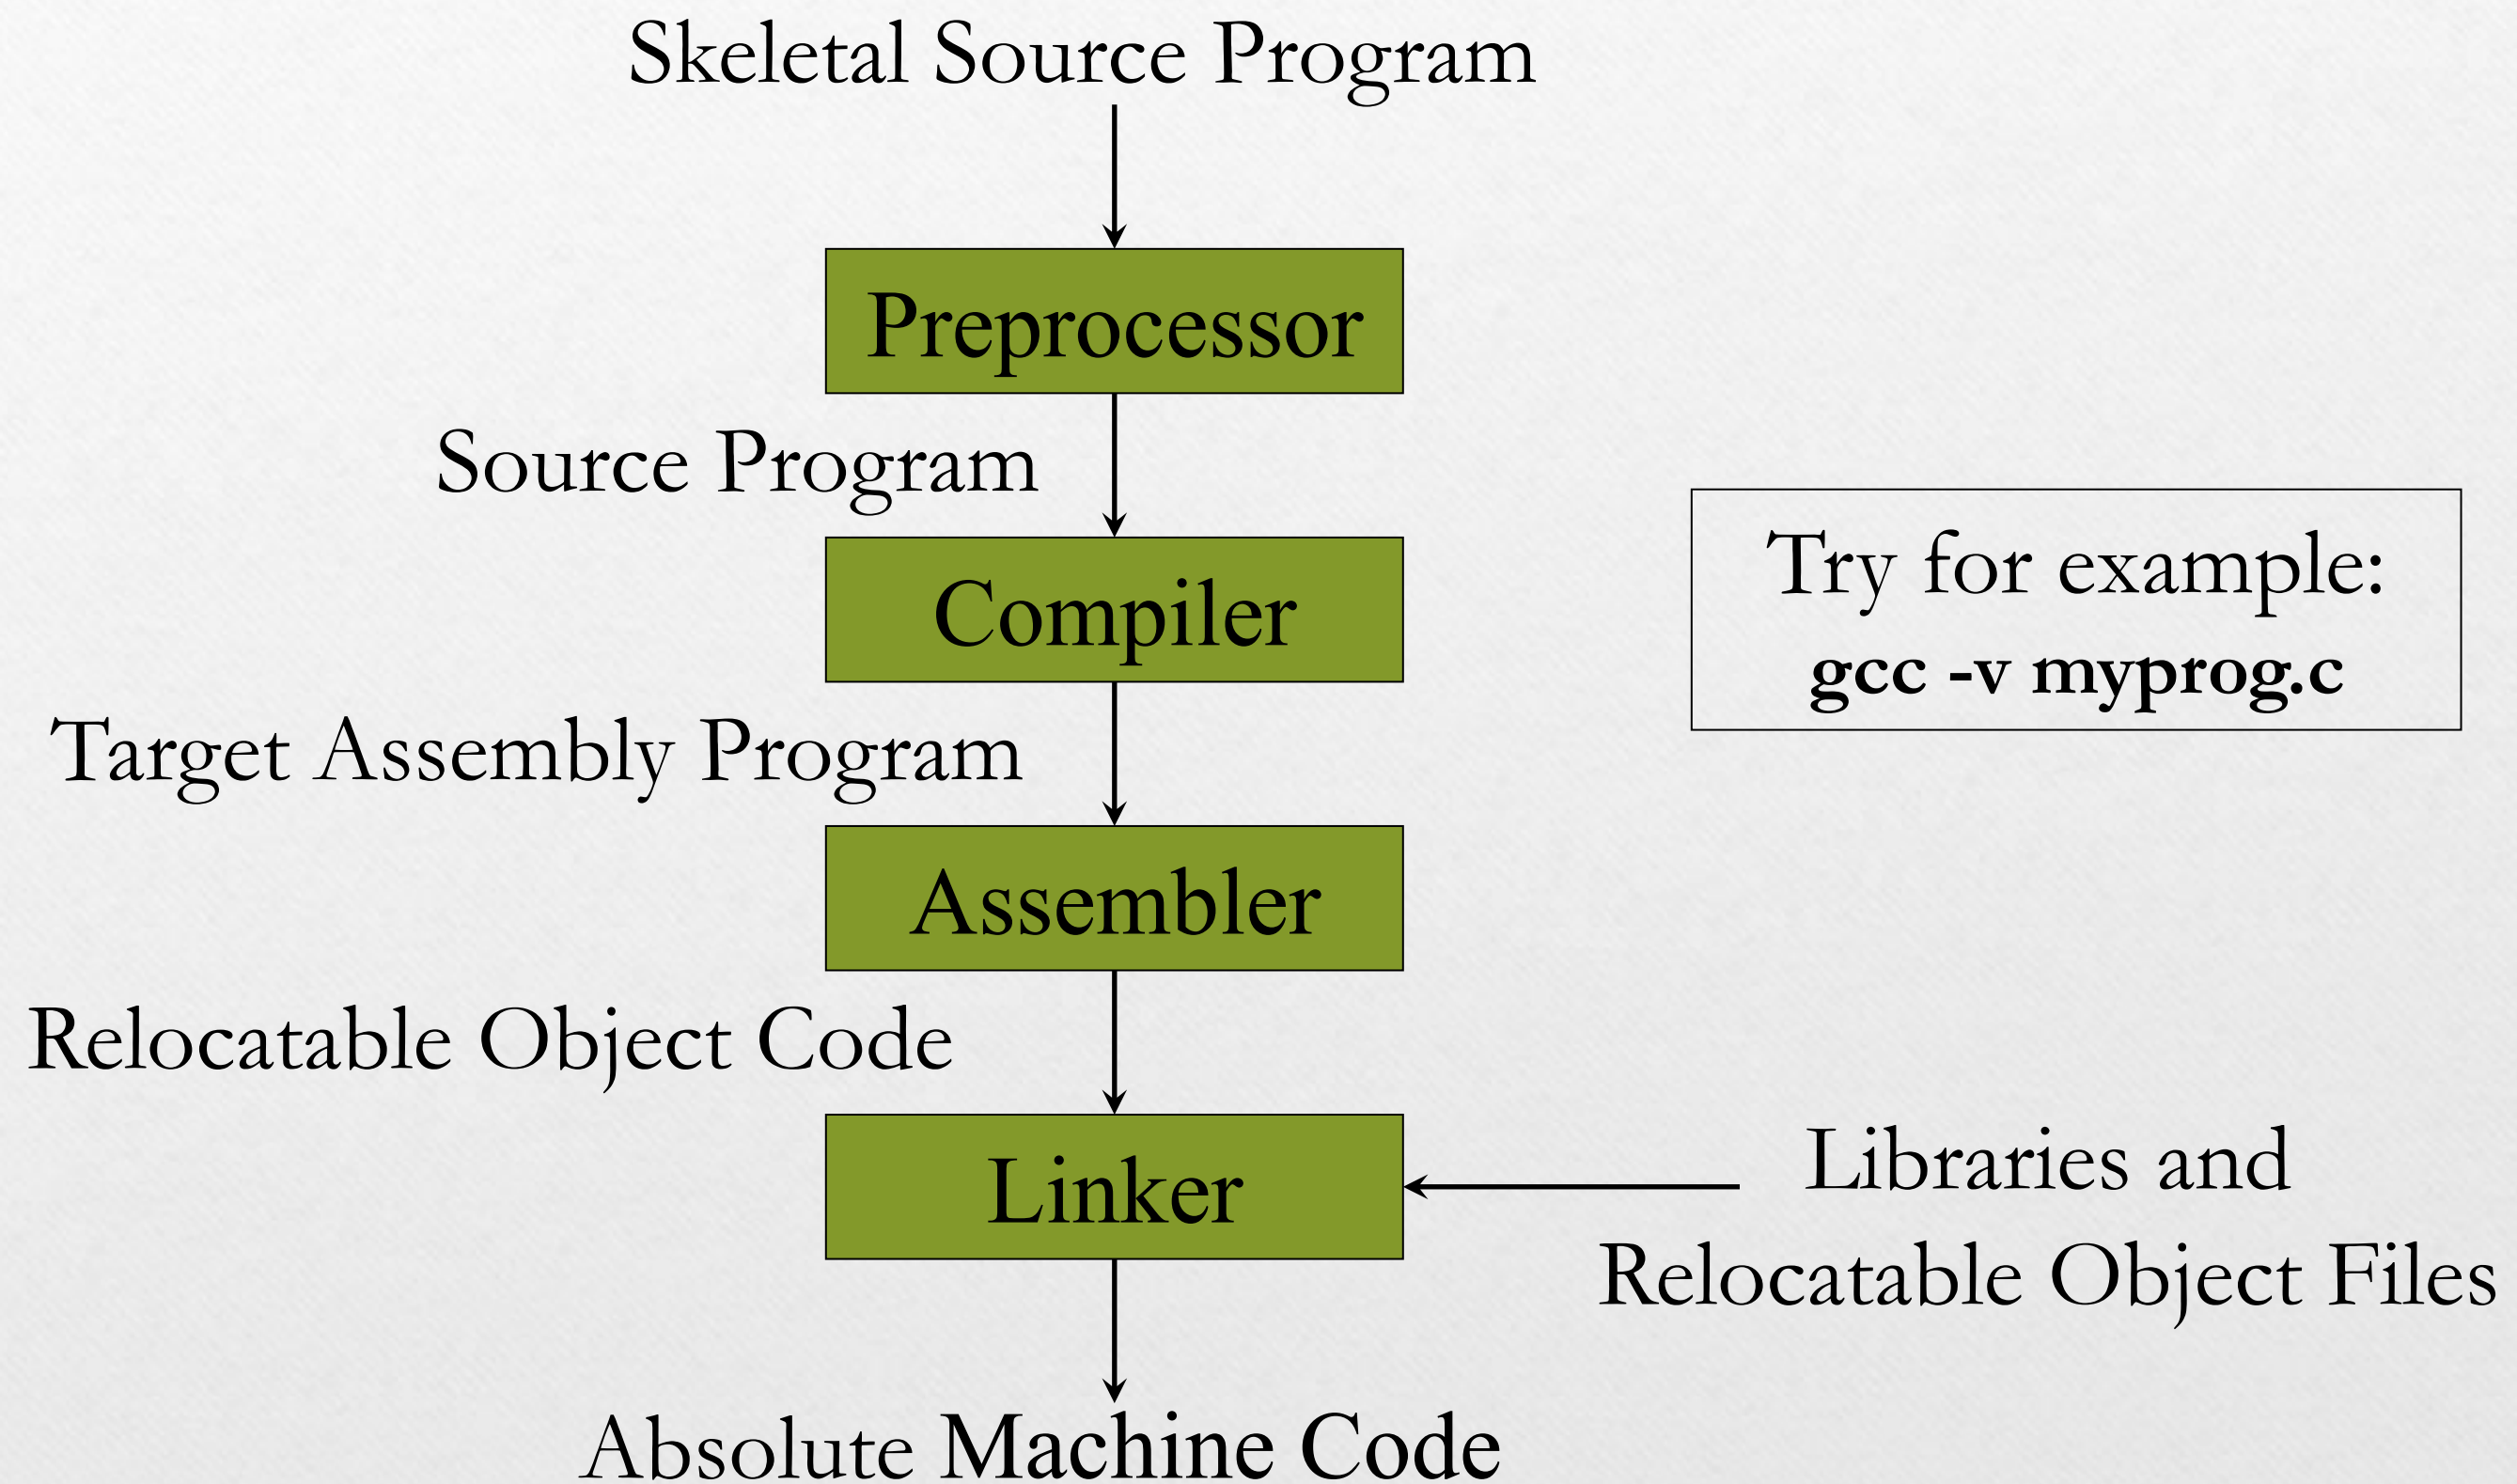 Skeletal Source Program
Preprocessor
Source Program
Compiler
Try for example:
gcc -v myprog.c
Target Assembly Program
Assembler
Relocatable Object Code
Linker
Libraries and
Relocatable Object Files
Absolute Machine Code